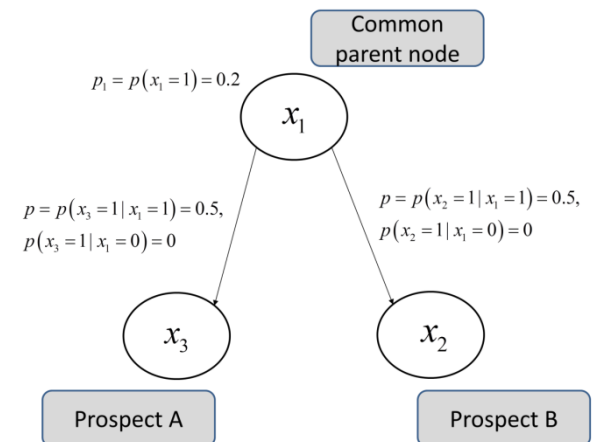 Common
parent node
p₁ = p(x₁ = 1) = 0.2
x₁
p = p(x₃ = 1 | x₁ = 1) = 0.5,
p(x₃ = 1 | x₁ = 0) = 0
p = p(x₂ = 1 | x₁ = 1) = 0.5,
p(x₂ = 1 | x₁ = 0) = 0
x₃
x₂
Prospect A
Prospect B